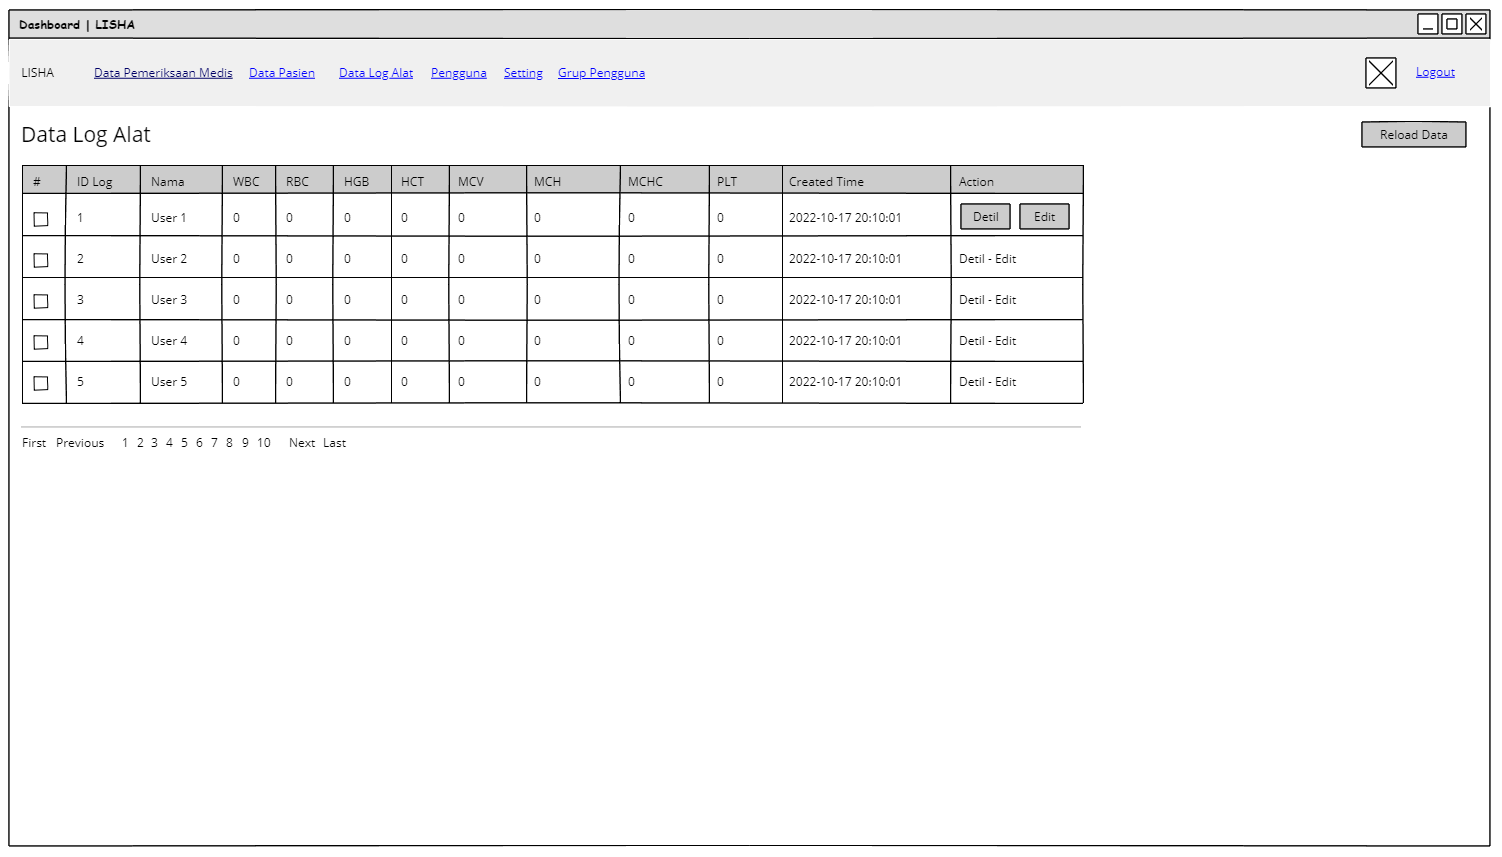 Dashboard | LISHA
LISHA Data Pemeriksaan Medis Data Pasien Data Log Alat Pengguna Setting Grup Pengguna Logout
Data Log Alat Reload Data
# ID Log Nama WBC RBC HGB HCT MCV MCH MCHC PLT Created Time Action
1 User 1 0 0 0 0 0 0 0 0 2022-10-17 20:10:01 Detil Edit
2 User 2 0 0 0 0 0 0 0 0 2022-10-17 20:10:01 Detil - Edit
3 User 3 0 0 0 0 0 0 0 0 2022-10-17 20:10:01 Detil - Edit
4 User 4 0 0 0 0 0 0 0 0 2022-10-17 20:10:01 Detil - Edit
5 User 5 0 0 0 0 0 0 0 0 2022-10-17 20:10:01 Detil - Edit
First Previous 1 2 3 4 5 6 7 8 9 10 Next Last